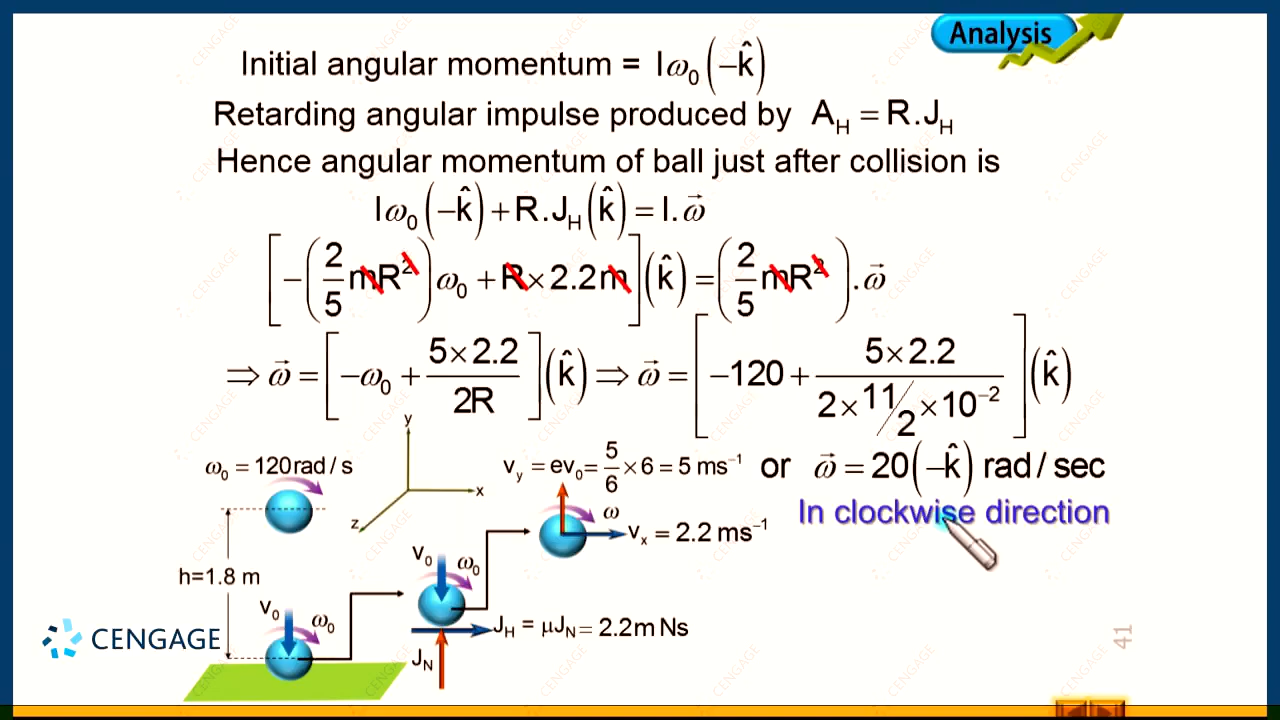 Analysis
Initial angular momentum = Iω₀(−k̂)
Retarding angular impulse produced by A_H = R.J_H
Hence angular momentum of ball just after collision is
Iω₀(−k̂) + R.J_H(k̂) = I.ω⃗
[−(2/5 mR²)ω₀ + R × 2.2m](k̂) = (2/5 mR²).ω⃗
⇒ ω⃗ = [−ω₀ + 5×2.2/2R](k̂) ⇒ ω⃗ = [−120 + 5×2.2/(2×11/2×10⁻²)](k̂)
y
x
z
ω₀ = 120 rad / s
v_y = ev₀ = 5/6 × 6 = 5 ms⁻¹ or ω⃗ = 20(−k̂) rad / sec
In clockwise direction
ω
v_x = 2.2 ms⁻¹
h=1.8 m
v₀ ω₀
v₀ ω₀
J_H = μJ_N = 2.2m Ns
J_N
CENGAGE
41